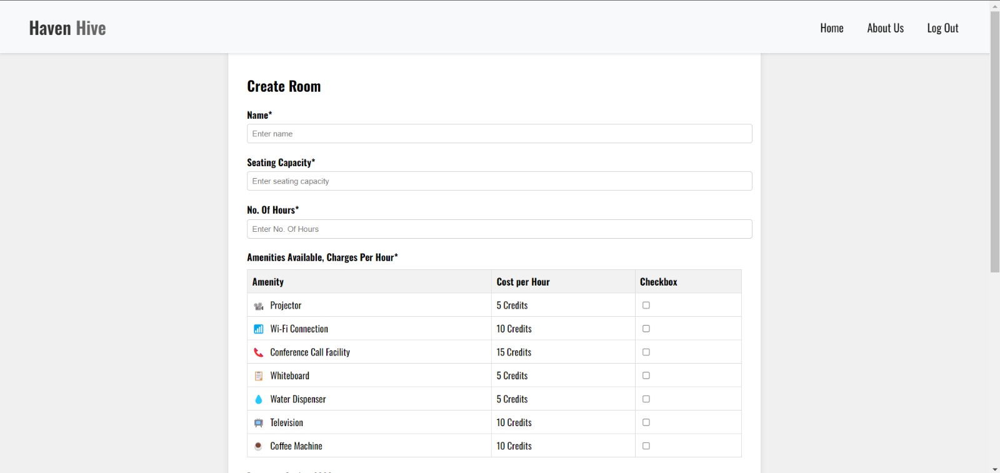 Haven Hive
Home About Us Log Out
Create Room
Name*
Enter name
Seating Capacity*
Enter seating capacity
No. Of Hours*
Enter No. Of Hours
Amenities Available, Charges Per Hour*
Amenity Cost per Hour Checkbox
Projector 5 Credits
Wi-Fi Connection 10 Credits
Conference Call Facility 15 Credits
Whiteboard 5 Credits
Water Dispenser 5 Credits
Television 10 Credits
Coffee Machine 10 Credits